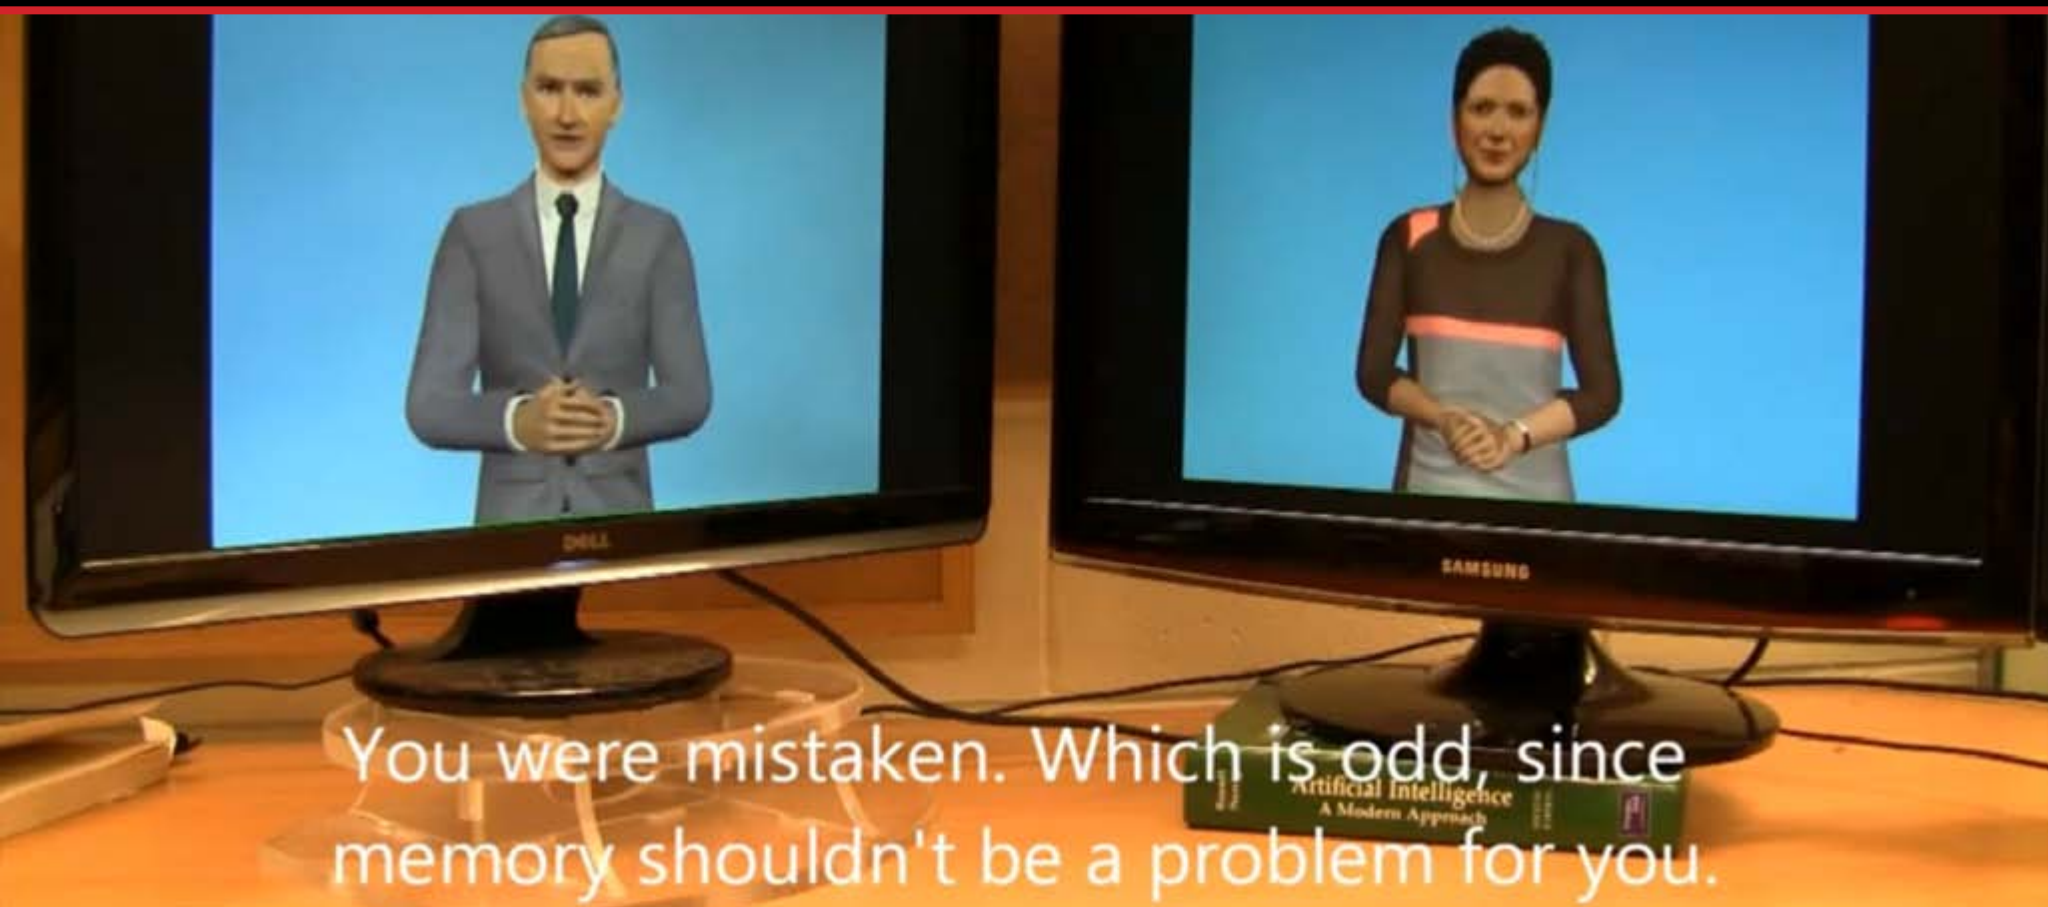 DELL
SAMSUNG
You were mistaken. Which is odd, since
Artificial Intelligence
A Modern Approach
memory shouldn't be a problem for you.